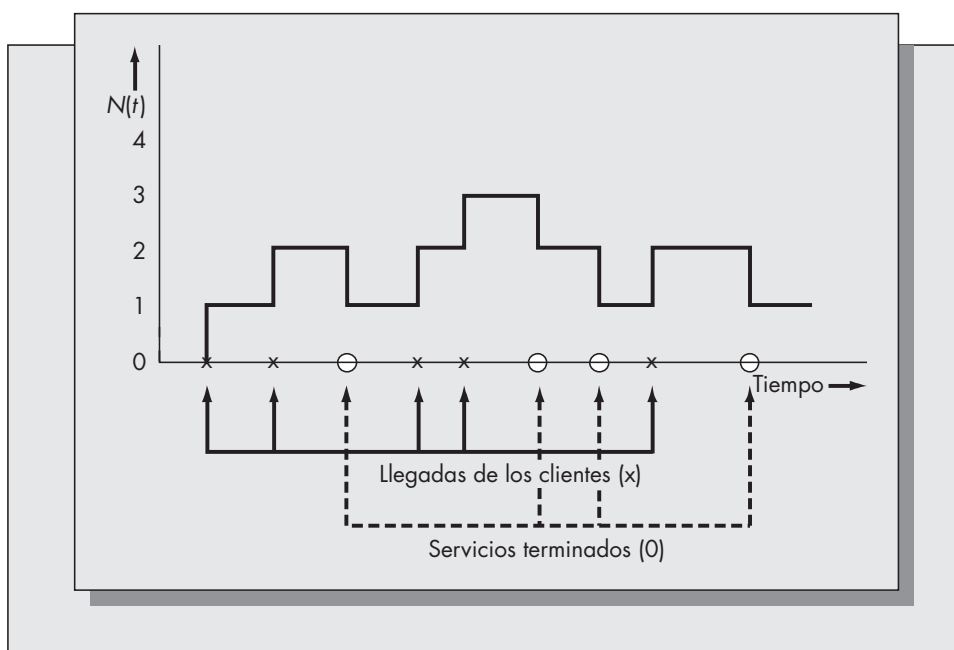 N(t)
4
3
2
1
0
x x x x x
Tiempo
Llegadas de los clientes (x)
Servicios terminados (0)